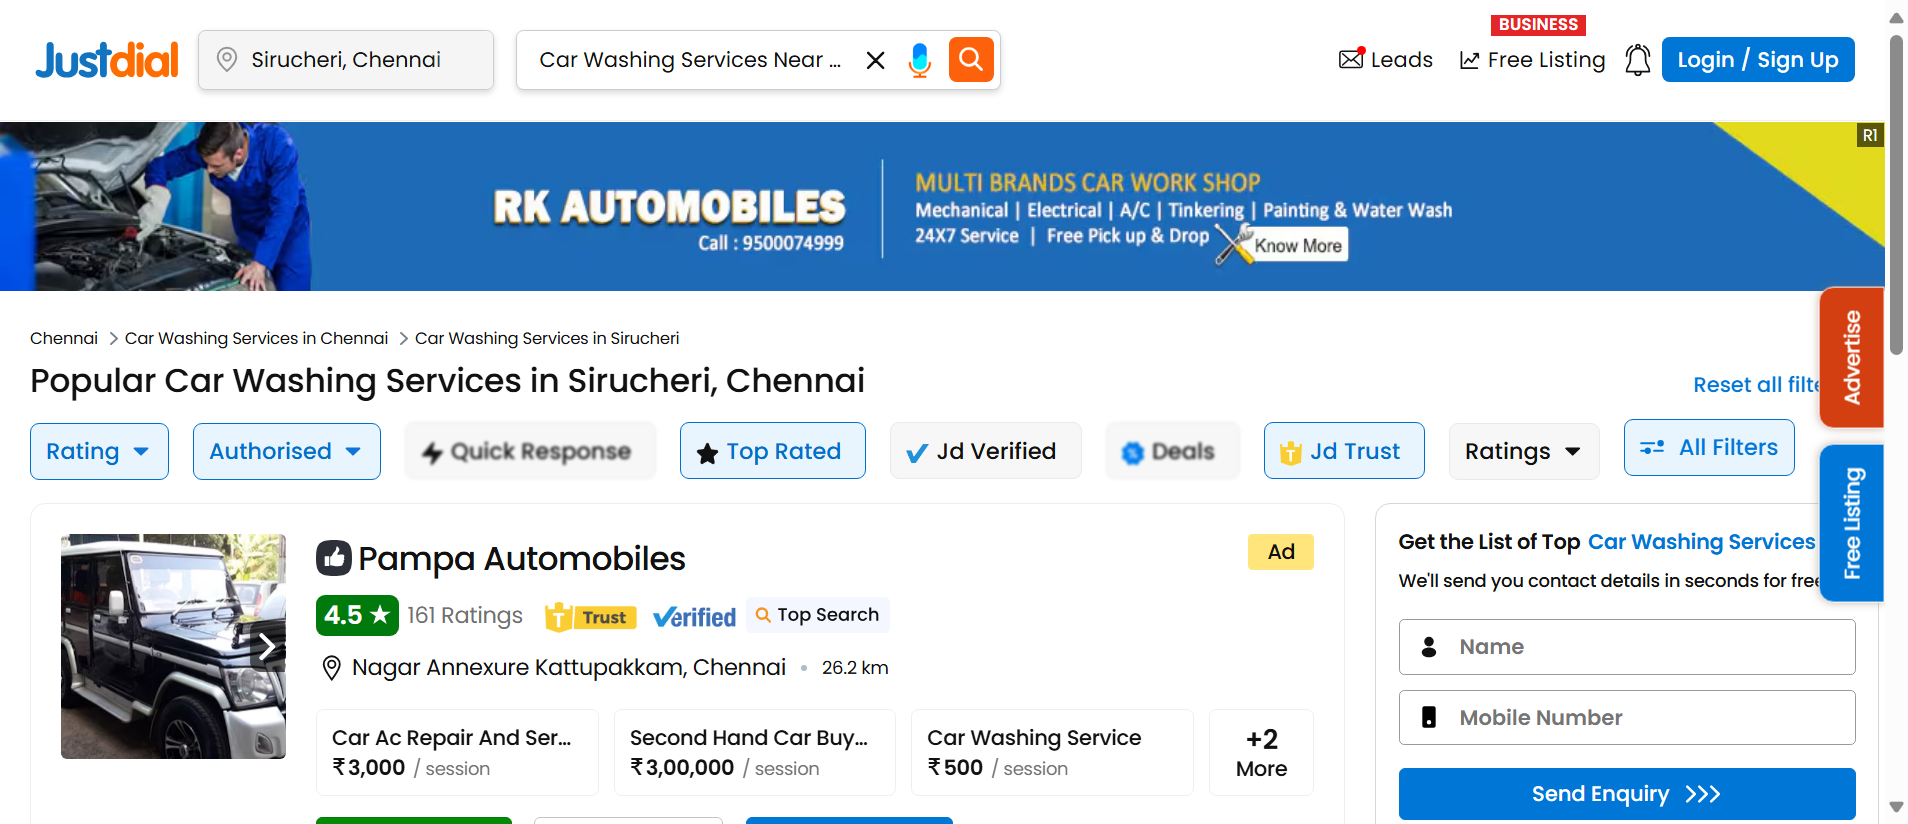 BUSINESS
Justdial
Sirucheri, Chennai
Car Washing Services Near ...
Leads
Free Listing
Login / Sign Up
R1
RK AUTOMOBILES
Call : 9500074999
MULTI BRANDS CAR WORK SHOP
Mechanical | Electrical | A/C | Tinkering | Painting & Water Wash
24X7 Service | Free Pick up & Drop
Know More
Advertise
Free Listing
Chennai > Car Washing Services in Chennai > Car Washing Services in Sirucheri
Popular Car Washing Services in Sirucheri, Chennai
Reset all filte
Rating
Authorised
Quick Response
Top Rated
Jd Verified
Deals
T Jd Trust
Ratings
All Filters
Pampa Automobiles
Ad
4.5 ★ 161 Ratings
T Trust
Verified
Top Search
Nagar Annexure Kattupakkam, Chennai • 26.2 km
Car Ac Repair And Ser...
₹3,000 / session
Second Hand Car Buy...
₹3,00,000 / session
Car Washing Service
₹500 / session
+2
More
Get the List of Top Car Washing Services
We'll send you contact details in seconds for free
Name
Mobile Number
Send Enquiry >>>